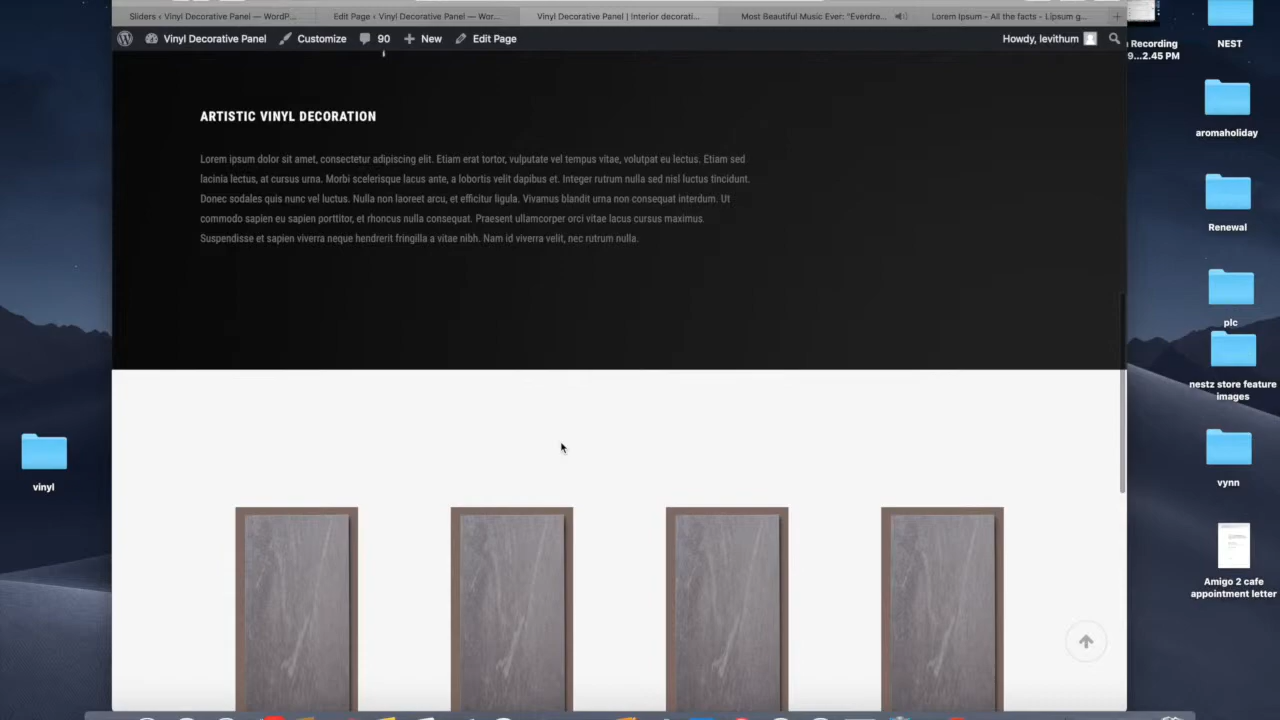 Sliders ‹ Vinyl Decorative Panel — WordP...
Edit Page ‹ Vinyl Decorative Panel — Wor...
Vinyl Decorative Panel | Interior decorati...
Most Beautiful Music Ever: "Everdre...
Lorem Ipsum - All the facts - Lipsum g...
Vinyl Decorative Panel
Customize
90
New
Edit Page
Howdy, levithum
ARTISTIC VINYL DECORATION
Lorem ipsum dolor sit amet, consectetur adipiscing elit. Etiam erat tortor, vulputate vel tempus vitae, volutpat eu lectus. Etiam sed
lacinia lectus, at cursus urna. Morbi scelerisque lacus ante, a lobortis velit dapibus et. Integer rutrum nulla sed nisl luctus tincidunt.
Donec sodales quis nunc vel luctus. Nulla non laoreet arcu, et efficitur ligula. Vivamus blandit urna non consequat interdum. Ut
commodo sapien eu sapien porttitor, et rhoncus nulla consequat. Praesent ullamcorper orci vitae lacus cursus maximus.
Suspendisse et sapien viverra neque hendrerit fringilla a vitae nibh. Nam id viverra velit, nec rutrum nulla.
vinyl
Recording
9...2.45 PM
NEST
aromaholiday
Renewal
plc
nestz store feature
images
vynn
Amigo 2 cafe
appointment letter